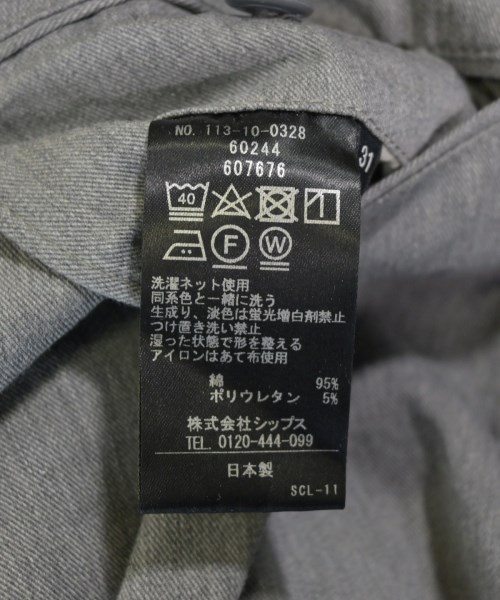 NO. 113-10-0328
60244
607676
31
40
F
W
洗濯ネット使用
同系色と一緒に洗う
生成り、淡色は蛍光増白剤禁止
つけ置き洗い禁止
湿った状態で形を整える
アイロンはあて布使用
綿 95%
ポリウレタン 5%
株式会社シップス
TEL. 0120-444-099
日本製
SCL-11